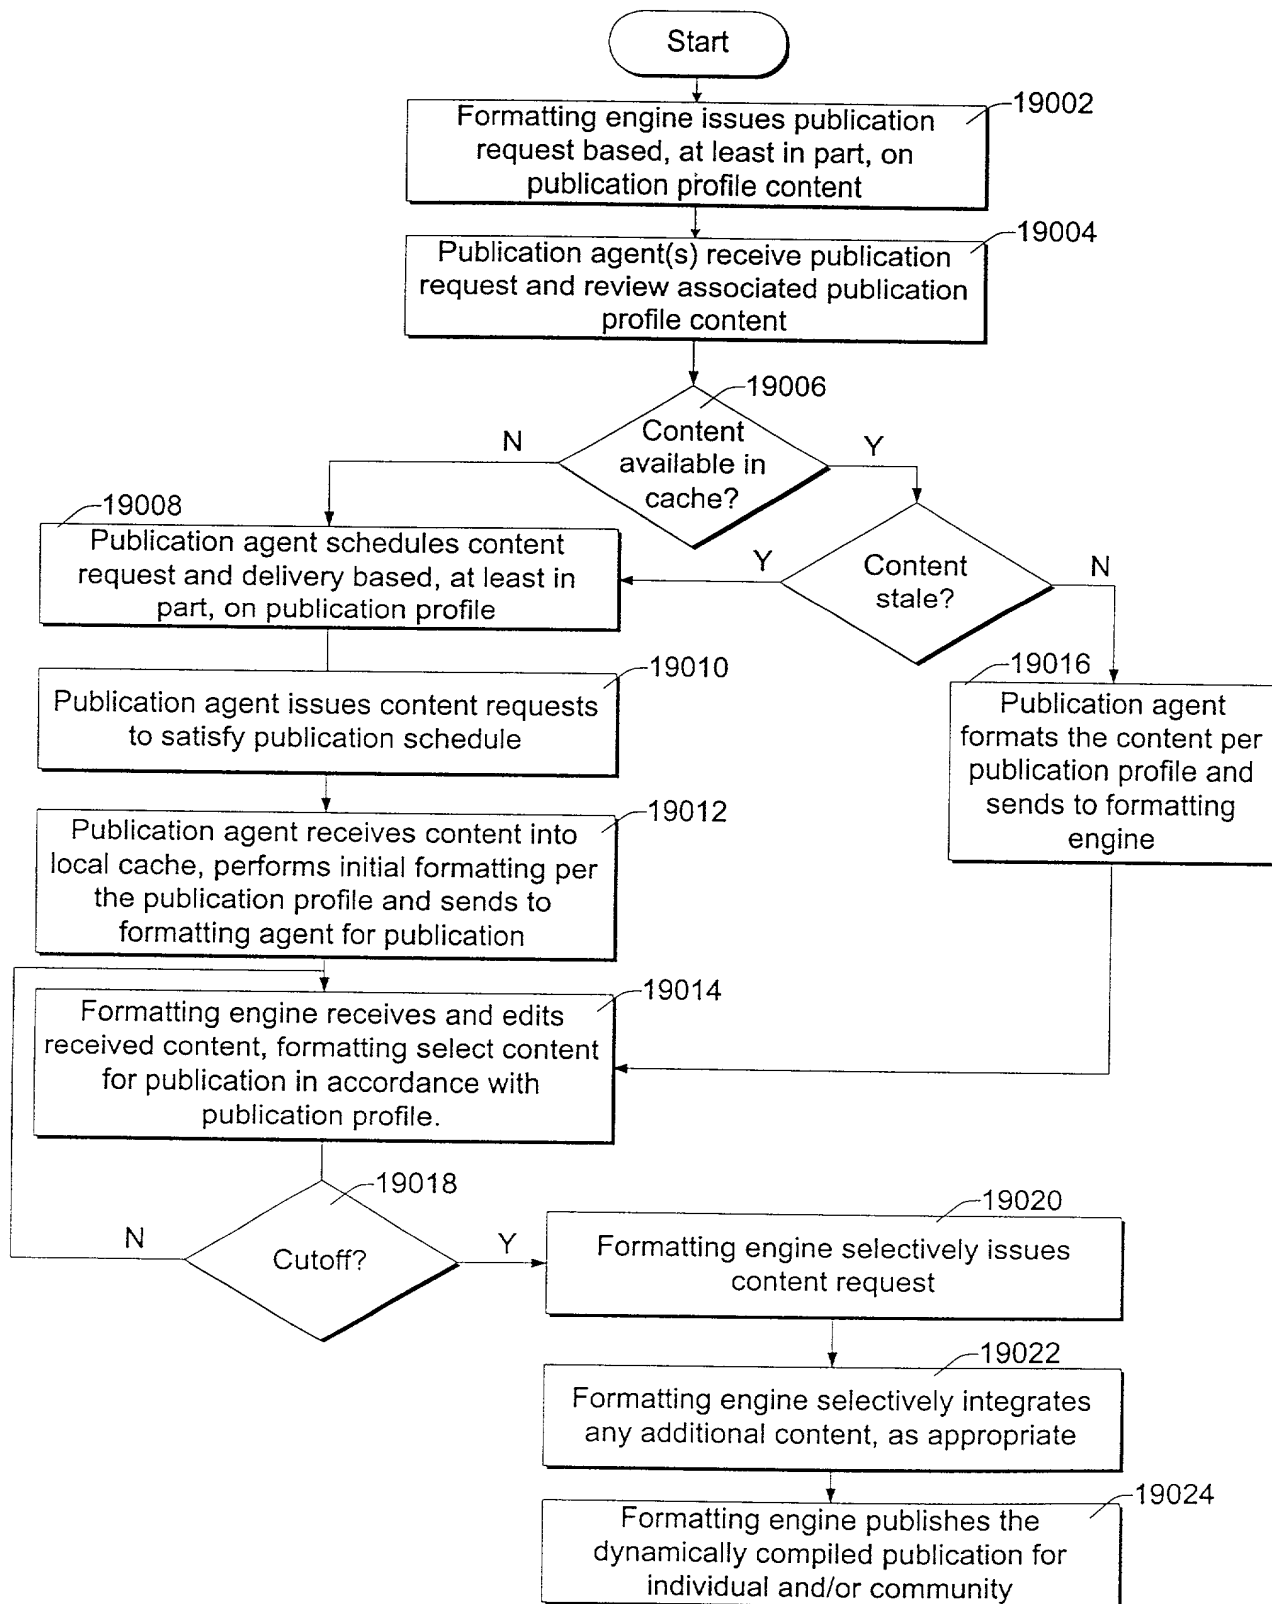 Start
19002
Formatting engine issues publication
request based, at least in part, on
publication profile content
19004
Publication agent(s) receive publication
request and review associated publication
profile content
19006
Content
available in
cache?
N
Y
19008
Publication agent schedules content
request and delivery based, at least in
part, on publication profile
Content
stale?
Y
N
19010
Publication agent issues content requests
to satisfy publication schedule
19016
Publication agent
formats the content per
publication profile and
sends to formatting
engine
19012
Publication agent receives content into
local cache, performs initial formatting per
the publication profile and sends to
formatting agent for publication
19014
Formatting engine receives and edits
received content, formatting select content
for publication in accordance with
publication profile.
19018
Cutoff?
N
Y
19020
Formatting engine selectively issues
content request
19022
Formatting engine selectively integrates
any additional content, as appropriate
19024
Formatting engine publishes the
dynamically compiled publication for
individual and/or community